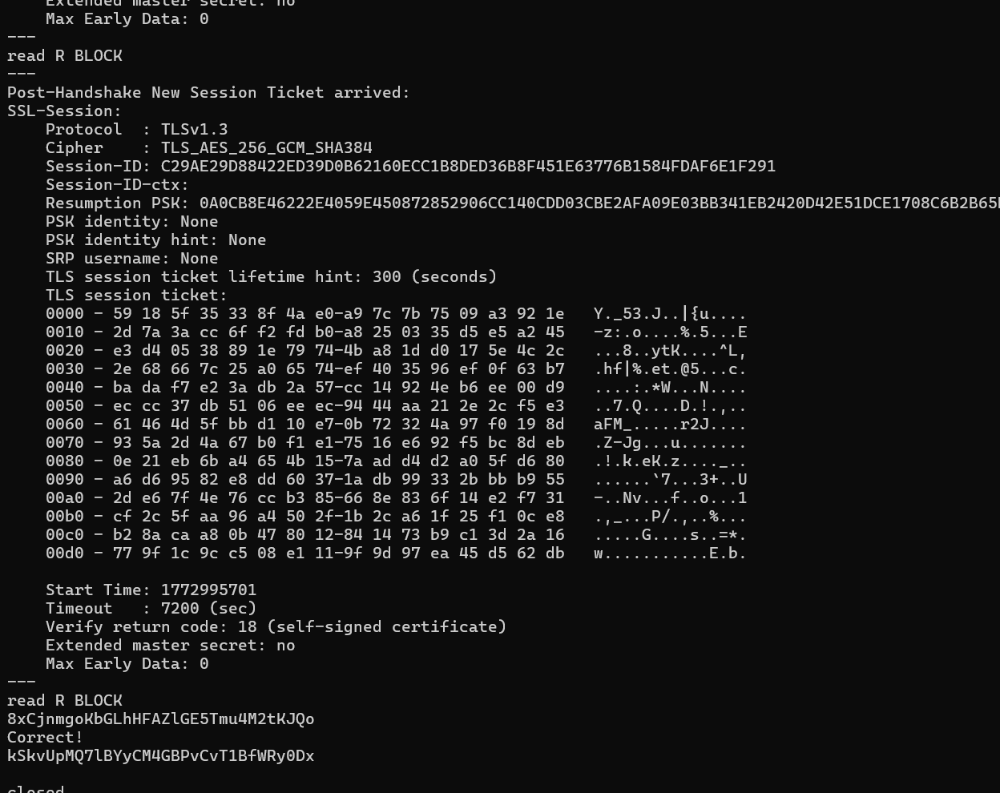 Extended master secret: no
    Max Early Data: 0
---
read R BLOCK
---
Post-Handshake New Session Ticket arrived:
SSL-Session:
    Protocol  : TLSv1.3
    Cipher    : TLS_AES_256_GCM_SHA384
    Session-ID: C29AE29D88422ED39D0B62160ECC1B8DED36B8F451E63776B1584FDAF6E1F291
    Session-ID-ctx:
    Resumption PSK: 0A0CB8E46222E4059E450872852906CC140CDD03CBE2AFA09E03BB341EB2420D42E51DCE1708C6B2B65
    PSK identity: None
    PSK identity hint: None
    SRP username: None
    TLS session ticket lifetime hint: 300 (seconds)
    TLS session ticket:
    0000 - 59 18 5f 35 33 8f 4a e0-a9 7c 7b 75 09 a3 92 1e   Y._53.J..|{u....
    0010 - 2d 7a 3a cc 6f f2 fd b0-a8 25 03 35 d5 e5 a2 45   -z:.o....%.5...E
    0020 - e3 d4 05 38 89 1e 79 74-4b a8 1d d0 17 5e 4c 2c   ...8..ytK....^L,
    0030 - 2e 68 66 7c 25 a0 65 74-ef 40 35 96 ef 0f 63 b7   .hf|%.et.@5...c.
    0040 - ba da f7 e2 3a db 2a 57-cc 14 92 4e b6 ee 00 d9   ....:.*W...N....
    0050 - ec cc 37 db 51 06 ee ec-94 44 aa 21 2e 2c f5 e3   ..7.Q....D.!.,..
    0060 - 61 46 4d 5f bb d1 10 e7-0b 72 32 4a 97 f0 19 8d   aFM_.....r2J....
    0070 - 93 5a 2d 4a 67 b0 f1 e1-75 16 e6 92 f5 bc 8d eb   .Z-Jg...u.......
    0080 - 0e 21 eb 6b a4 65 4b 15-7a ad d4 d2 a0 5f d6 80   .!.k.eK.z...._..
    0090 - a6 d6 95 82 e8 dd 60 37-1a db 99 33 2b bb b9 55   ......`7...3+..U
    00a0 - 2d e6 7f 4e 76 cc b3 85-66 8e 83 6f 14 e2 f7 31   -..Nv...f..o...1
    00b0 - cf 2c 5f aa 96 a4 50 2f-1b 2c a6 1f 25 f1 0c e8   .,_...P/.,..%...
    00c0 - b2 8a ca a8 0b 47 80 12-84 14 73 b9 c1 3d 2a 16   .....G....s..=*.
    00d0 - 77 9f 1c 9c c5 08 e1 11-9f 9d 97 ea 45 d5 62 db   w...........E.b.
    Start Time: 1772995701
    Timeout   : 7200 (sec)
    Verify return code: 18 (self-signed certificate)
    Extended master secret: no
    Max Early Data: 0
---
read R BLOCK
8xCjnmgoKbGLhHFAZlGE5Tmu4M2tKJQo
Correct!
kSkvUpMQ7lBYyCM4GBPvCvT1BfWRy0Dx
closed